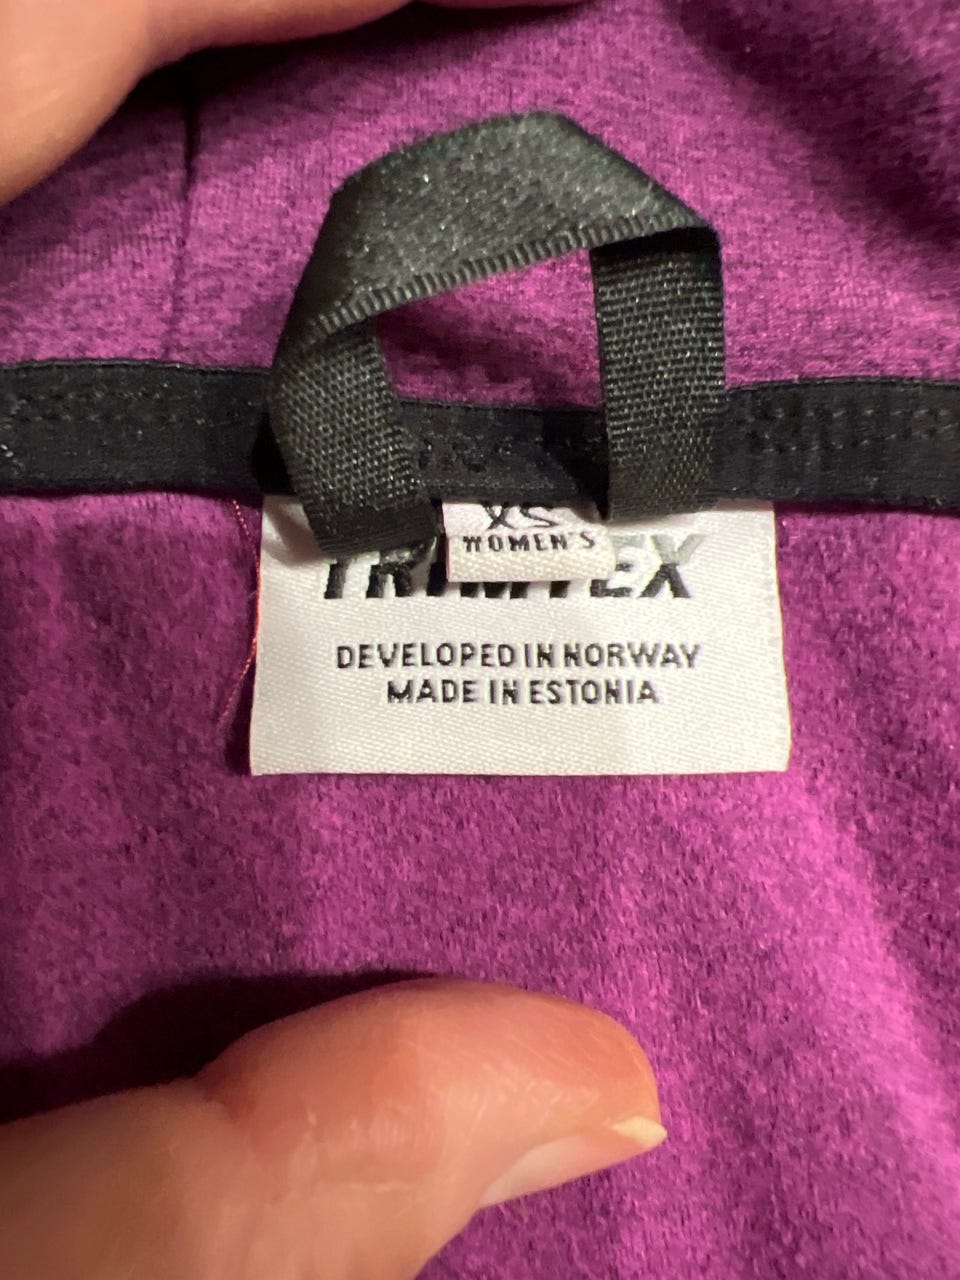 XS
WOMEN'S
TRIMTEX
DEVELOPED IN NORWAY
MADE IN ESTONIA